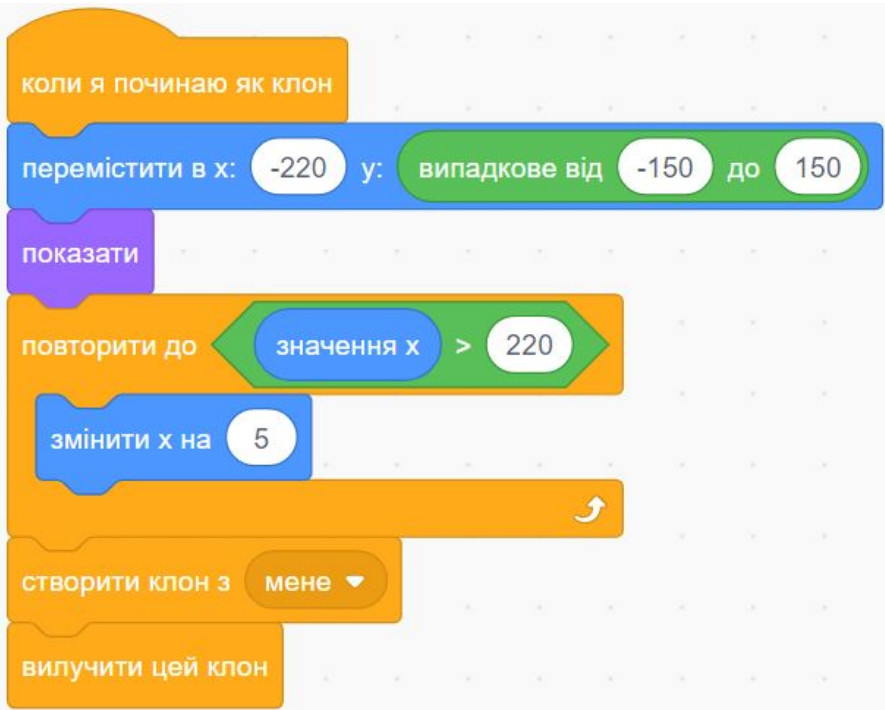 коли я починаю як клон
перемістити в x: -220 y: випадкове від -150 до 150
показати
повторити до значення x > 220
змінити x на 5
створити клон з мене
вилучити цей клон